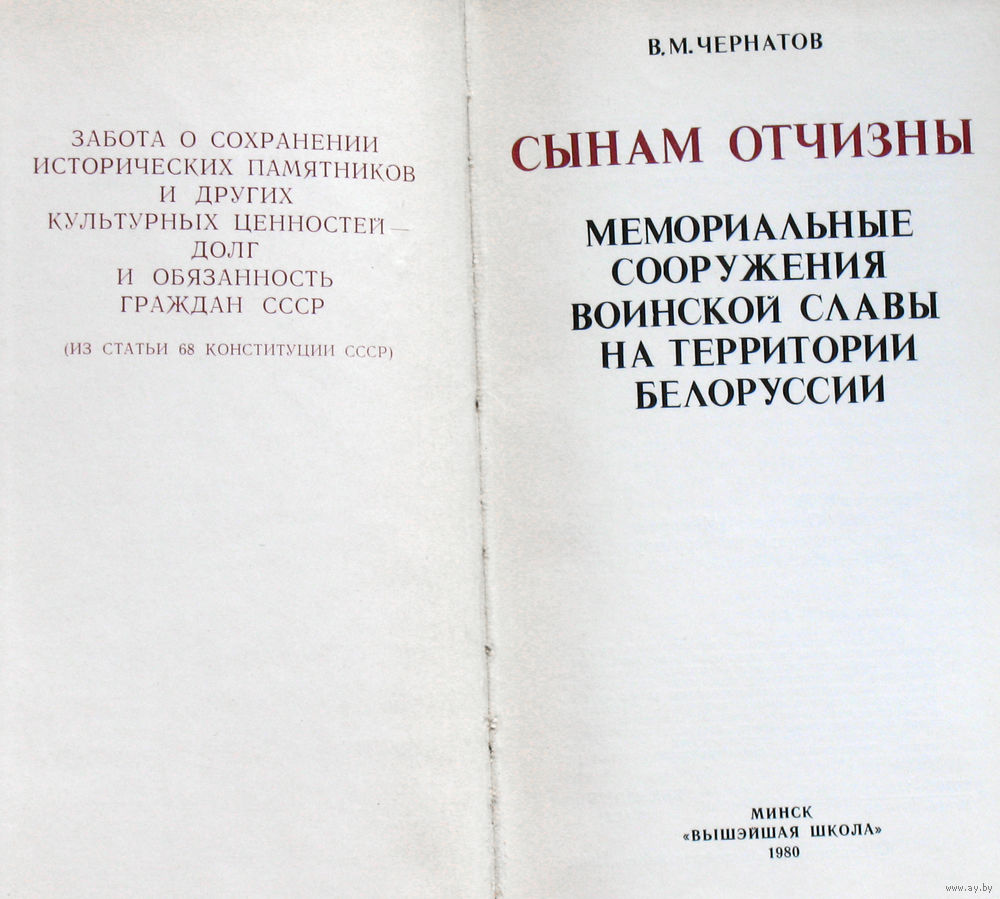 ЗАБОТА О СОХРАНЕНИИ
ИСТОРИЧЕСКИХ ПАМЯТНИКОВ
И ДРУГИХ
КУЛЬТУРНЫХ ЦЕННОСТЕЙ —
ДОЛГ
И ОБЯЗАННОСТЬ
ГРАЖДАН СССР
(ИЗ СТАТЬИ 68 КОНСТИТУЦИИ СССР)
В. М. ЧЕРНАТОВ
СЫНАМ ОТЧИЗНЫ
МЕМОРИАЛЬНЫЕ
СООРУЖЕНИЯ
ВОИНСКОЙ СЛАВЫ
НА ТЕРРИТОРИИ
БЕЛОРУССИИ
МИНСК
«ВЫШЭЙШАЯ ШКОЛА»
1980
www.ay.by